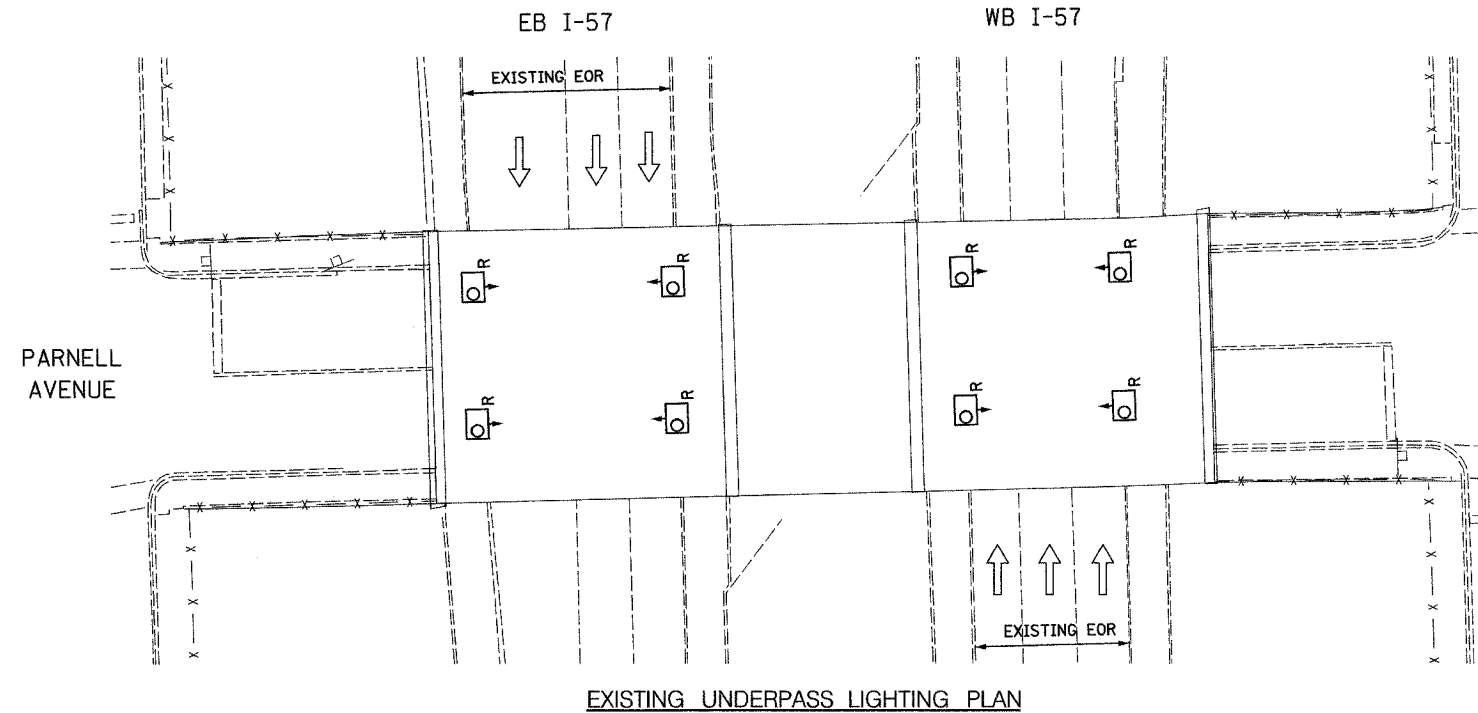 EB I-57
WB I-57
EXISTING EOR
R
R
R
R
PARNELL
AVENUE
R
R
R
R
EXISTING EOR
EXISTING UNDERPASS LIGHTING PLAN